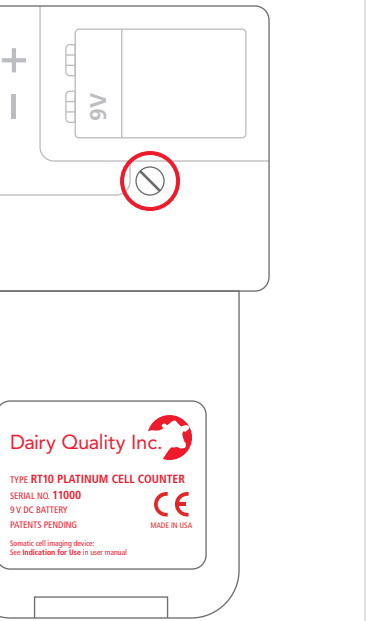 +
−
9V
Dairy Quality Inc.
TYPE RT10 PLATINUM CELL COUNTER
SERIAL NO. 11000
9 V DC BATTERY
PATENTS PENDING
CE
MADE IN USA
Somatic cell imaging device:
See Indication for Use in user manual